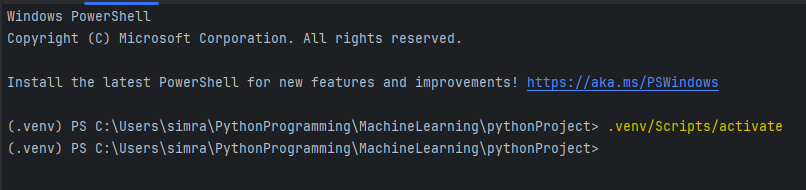 Windows PowerShell
Copyright (C) Microsoft Corporation. All rights reserved.
Install the latest PowerShell for new features and improvements! https://aka.ms/PSWindows
(.venv) PS C:\Users\simra\PythonProgramming\MachineLearning\pythonProject> .venv/Scripts/activate
(.venv) PS C:\Users\simra\PythonProgramming\MachineLearning\pythonProject>